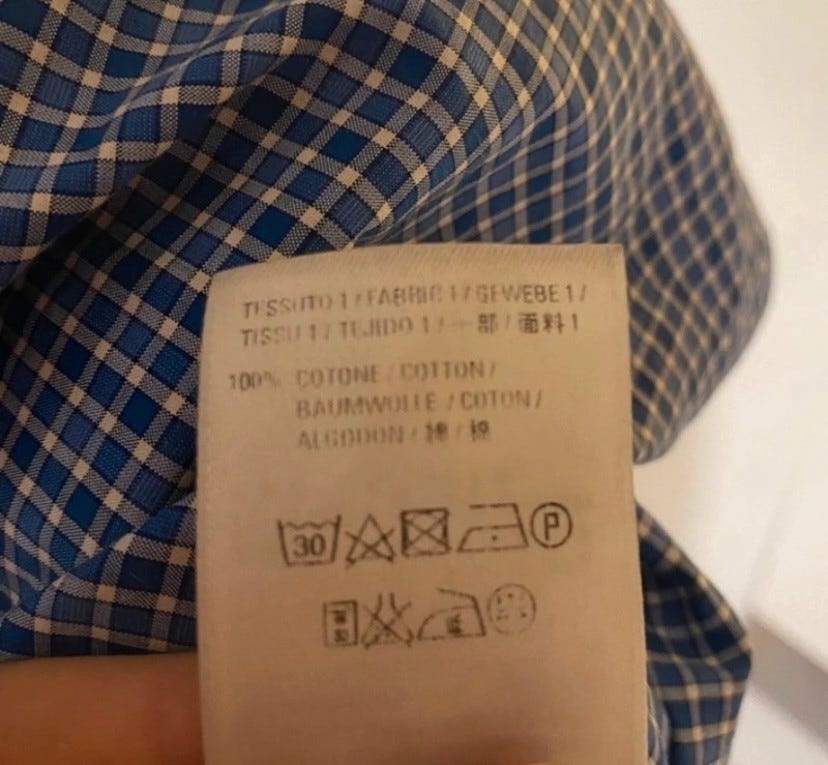 TESSUTO 1 / FABRIC 1 / GEWEBE 1 /
TISSU 1 / TEJIDO 1 / 一部 / 面料 1
100% COTONE / COTTON /
BAUMWOLLE / COTON /
ALGODON / 綿 / 棉
30
P